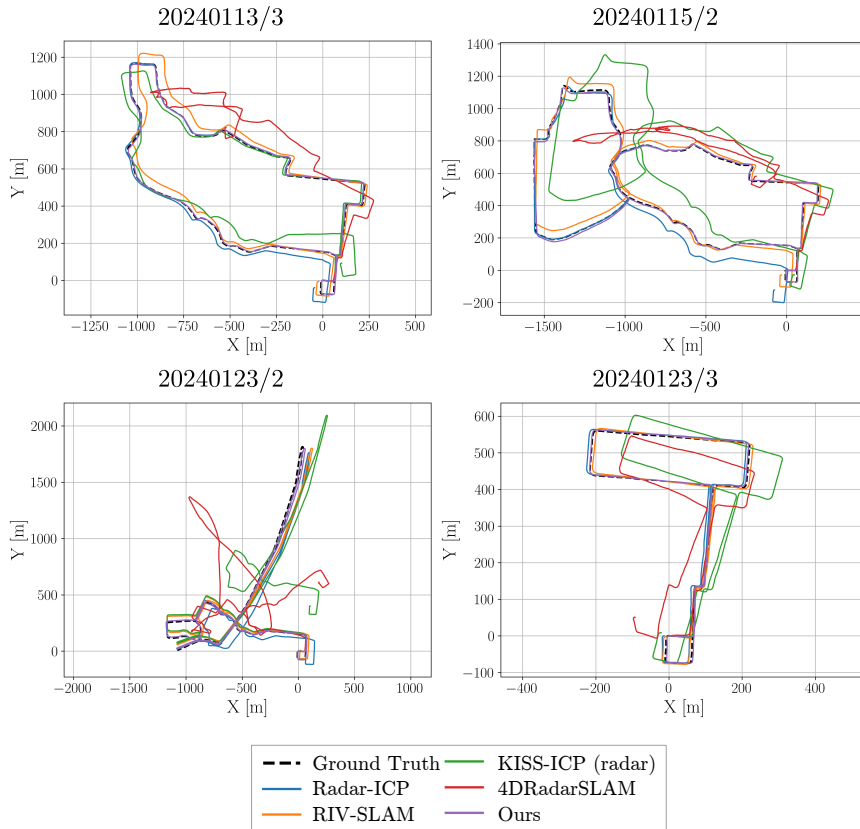 20240113/3
1200
1000
800
600
400
200
0
Y [m]
−1250 −1000 −750 −500 −250 0 250
X [m]
20240115/2
1400
1200
1000
800
600
400
200
0
−200
Y [m]
−1500 −1000 −500 0
X [m]
20240123/2
2000
1500
1000
500
0
Y [m]
−2000 −1500 −1000 −500 0 500 1000
X [m]
20240123/3
600
500
400
300
200
100
0
−100
Y [m]
−400 −200 0 200 400
X [m]
Ground Truth KISS-ICP (radar)
Radar-ICP 4DRadarSLAM
RIV-SLAM Ours